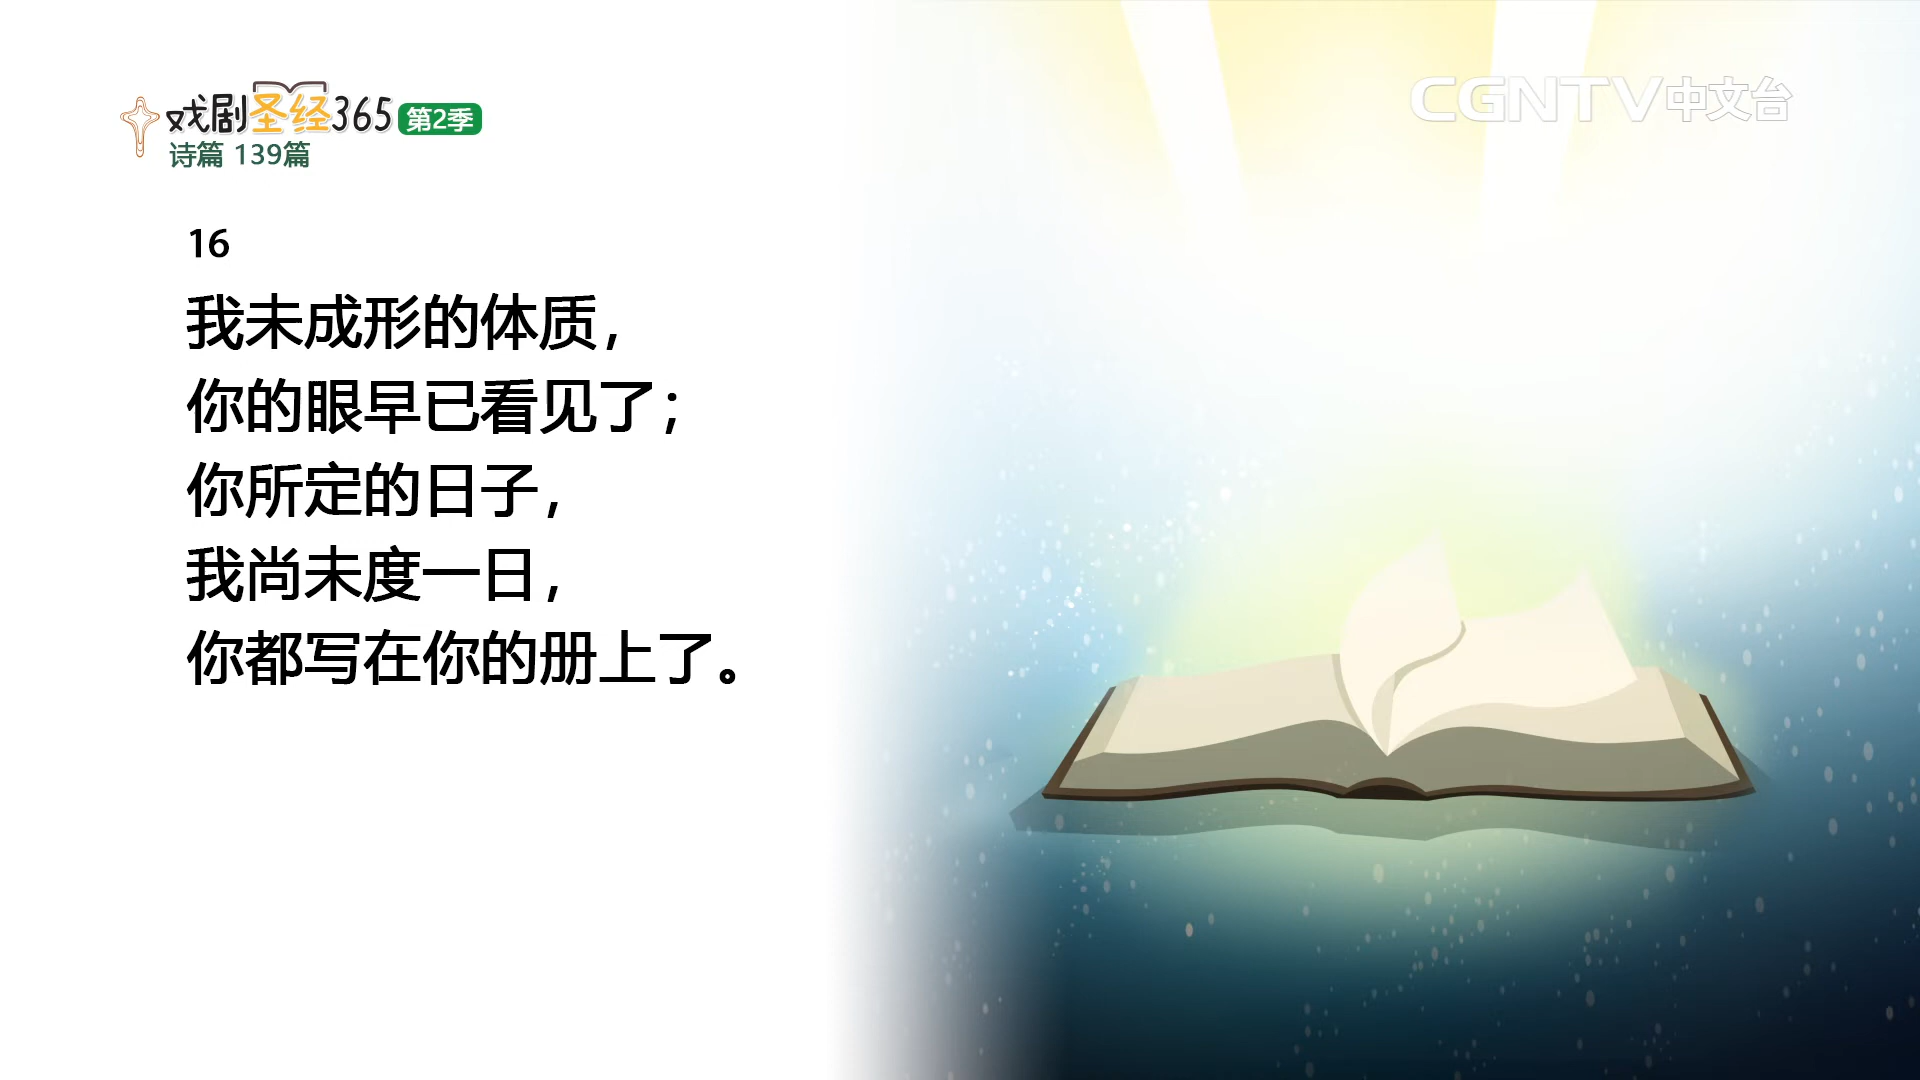 戏剧圣经365 第2季
诗篇 139篇
CGNTV中文台
16
我未成形的体质，
你的眼早已看见了；
你所定的日子，
我尚未度一日，
你都写在你的册上了。